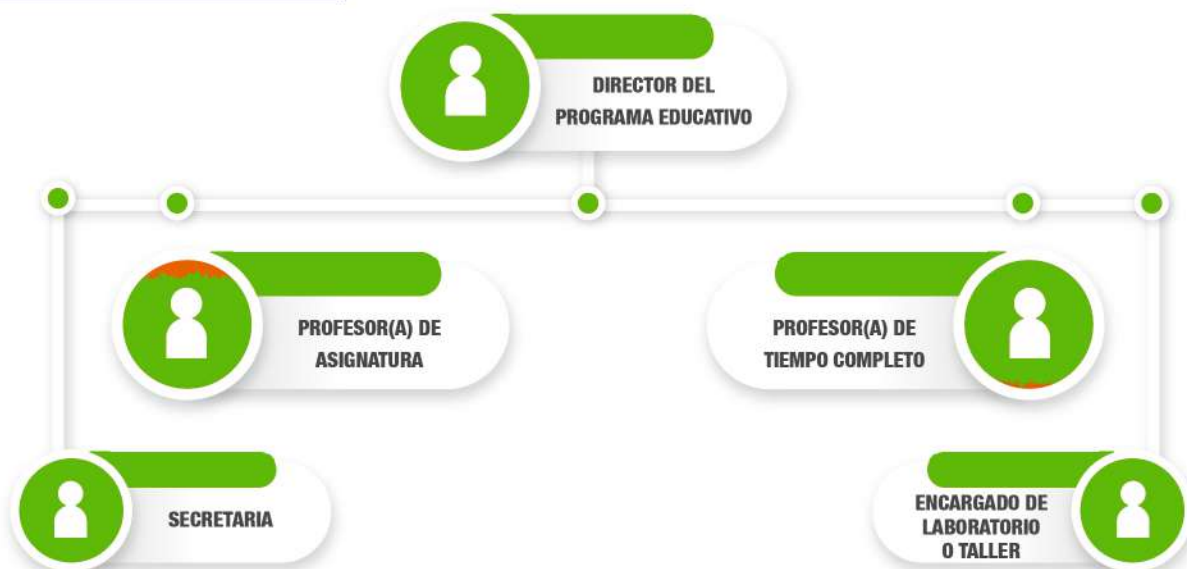 DIRECTOR DEL
PROGRAMA EDUCATIVO
PROFESOR(A) DE
ASIGNATURA
PROFESOR(A) DE
TIEMPO COMPLETO
SECRETARIA
ENCARGADO DE
LABORATORIO
O TALLER